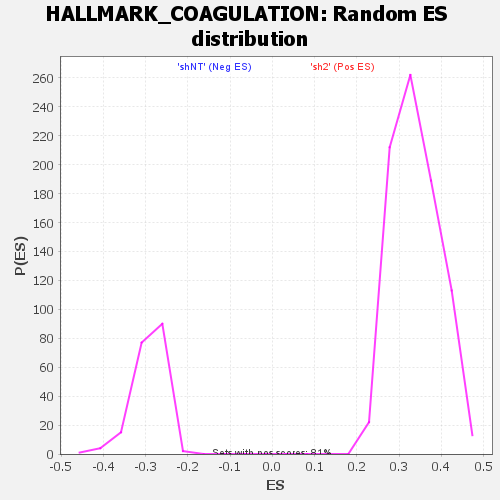 HALLMARK_COAGULATION: Random ES
distribution
'shNT' (Neg ES)
'sh2' (Pos ES)
260
240
220
200
180
160
140
120
100
80
60
40
20
0
P(ES)
Sets with pos scores: 81%
-0.5 -0.4 -0.3 -0.2 -0.1 0.0 0.1 0.2 0.3 0.4 0.5
ES